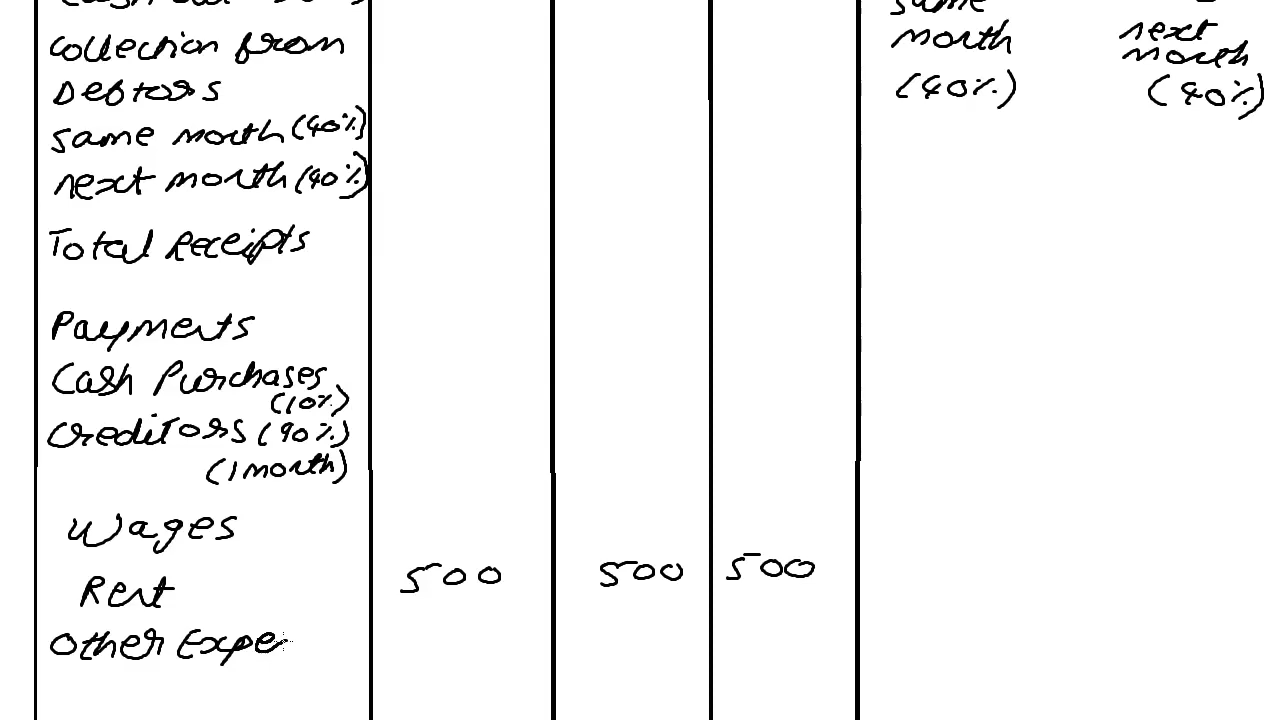 same
collection from
month
next
month
Debtors
(40%)
(40%)
same month (40%)
next month (40%)
Total Receipts
Payments
Cash Purchases
(10%)
creditors (90%)
(1 month)
Wages
Rent 500 500 500
Other Expe